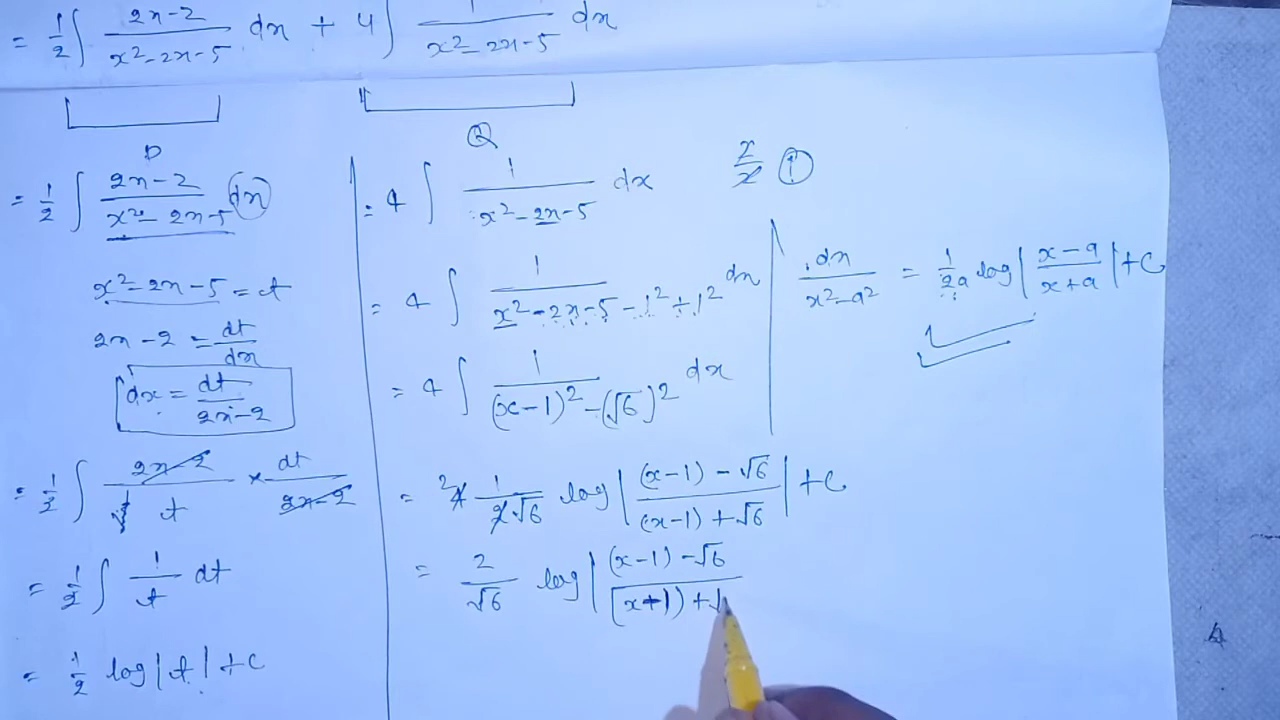 = 1/2 ∫ 2x-2/x²-2x-5 dx + 4 ∫ 1/x²-2x-5 dx
D
= 1/2 ∫ 2x-2/x²-2x-5 dx
x²-2x-5 = t
2x-2 = dt/dx
dx = dt/2x-2
= 1/2 ∫ 2x-2/t × dt/2x-2
= 1/2 ∫ 1/t dt
= 1/2 log|t| + C
Q
= 4 ∫ 1/x²-2x-5 dx
= 4 ∫ 1/x²-2x-5-1²+1² dx
= 4 ∫ 1/(x-1)²-(√6)² dx
= 4 1/2√6 log|(x-1)-√6/(x-1)+√6| + C
= 2/√6 log|(x-1)-√6/(x+1)+√
2/x ①
dx/x²-a² = 1/2a log|x-a/x+a| + C